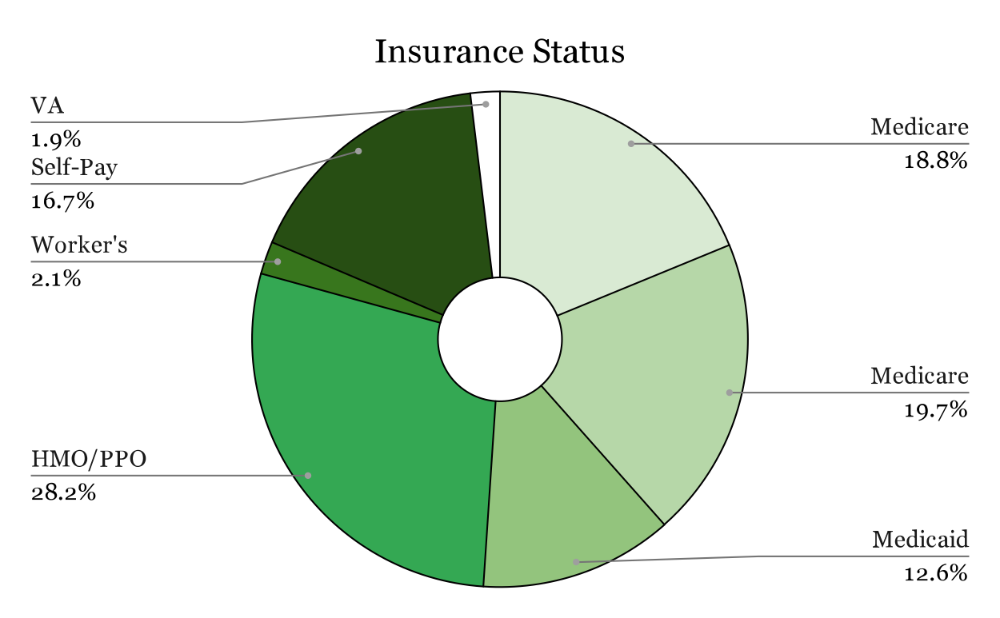 Insurance Status
VA
1.9%
Self-Pay
16.7%
Worker's
2.1%
HMO/PPO
28.2%
Medicare
18.8%
Medicare
19.7%
Medicaid
12.6%